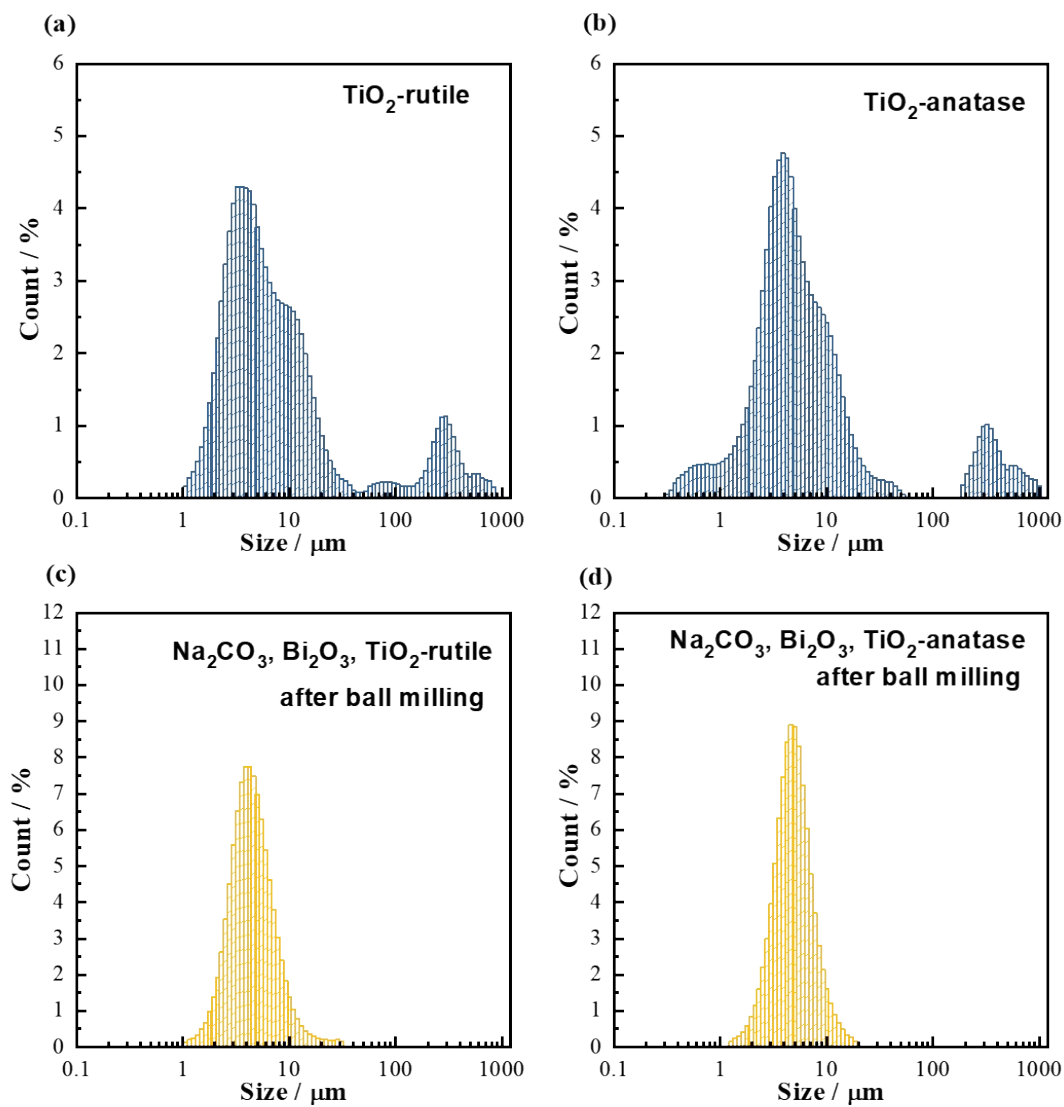 (a)
TiO₂-rutile
Count / %
6
5
4
3
2
1
0
0.1 1 10 100 1000
Size / μm
(b)
TiO₂-anatase
Count / %
6
5
4
3
2
1
0
0.1 1 10 100 1000
Size / μm
(c)
Na₂CO₃, Bi₂O₃, TiO₂-rutile
after ball milling
Count / %
12
11
10
9
8
7
6
5
4
3
2
1
0
0.1 1 10 100 1000
Size / μm
(d)
Na₂CO₃, Bi₂O₃, TiO₂-anatase
after ball milling
Count / %
12
11
10
9
8
7
6
5
4
3
2
1
0
0.1 1 10 100 1000
Size / μm